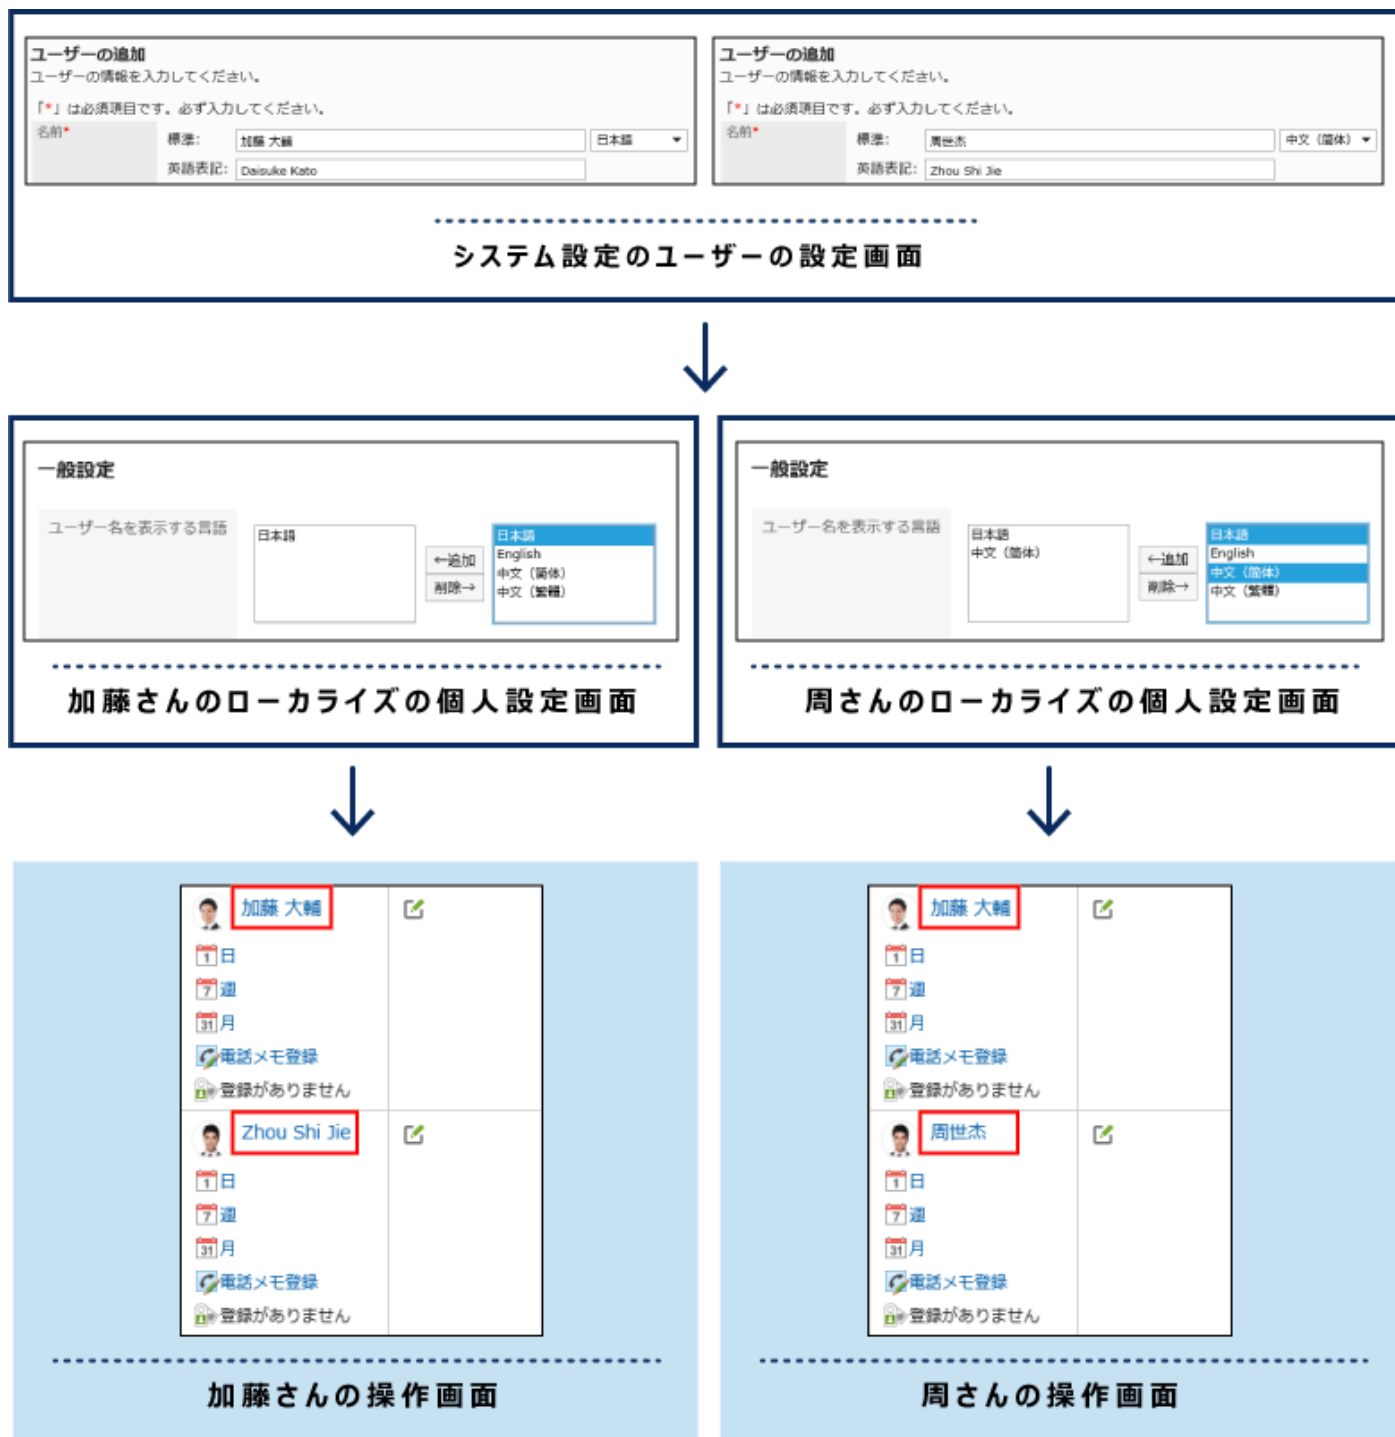 ユーザーの追加
ユーザーの情報を入力してください。
「*」は必須項目です。必ず入力してください。
名前*
標準:
加藤 大輔
日本語
英語表記:
Daisuke Kato
ユーザーの追加
ユーザーの情報を入力してください。
「*」は必須項目です。必ず入力してください。
名前*
標準:
周世杰
中文（简体）
英語表記:
Zhou Shi Jie
システム設定のユーザーの設定画面
一般設定
ユーザー名を表示する言語
日本語
←追加
削除→
日本語
English
中文（简体）
中文（繁體）
加藤さんのローカライズの個人設定画面
一般設定
ユーザー名を表示する言語
日本語
中文（简体）
←追加
削除→
日本語
English
中文（简体）
中文（繁體）
周さんのローカライズの個人設定画面
加藤 大輔
1 日
7 週
31 月
電話メモ登録
登録がありません
Zhou Shi Jie
1 日
7 週
31 月
電話メモ登録
登録がありません
加藤さんの操作画面
加藤 大輔
1 日
7 週
31 月
電話メモ登録
登録がありません
周世杰
1 日
7 週
31 月
電話メモ登録
登録がありません
周さんの操作画面